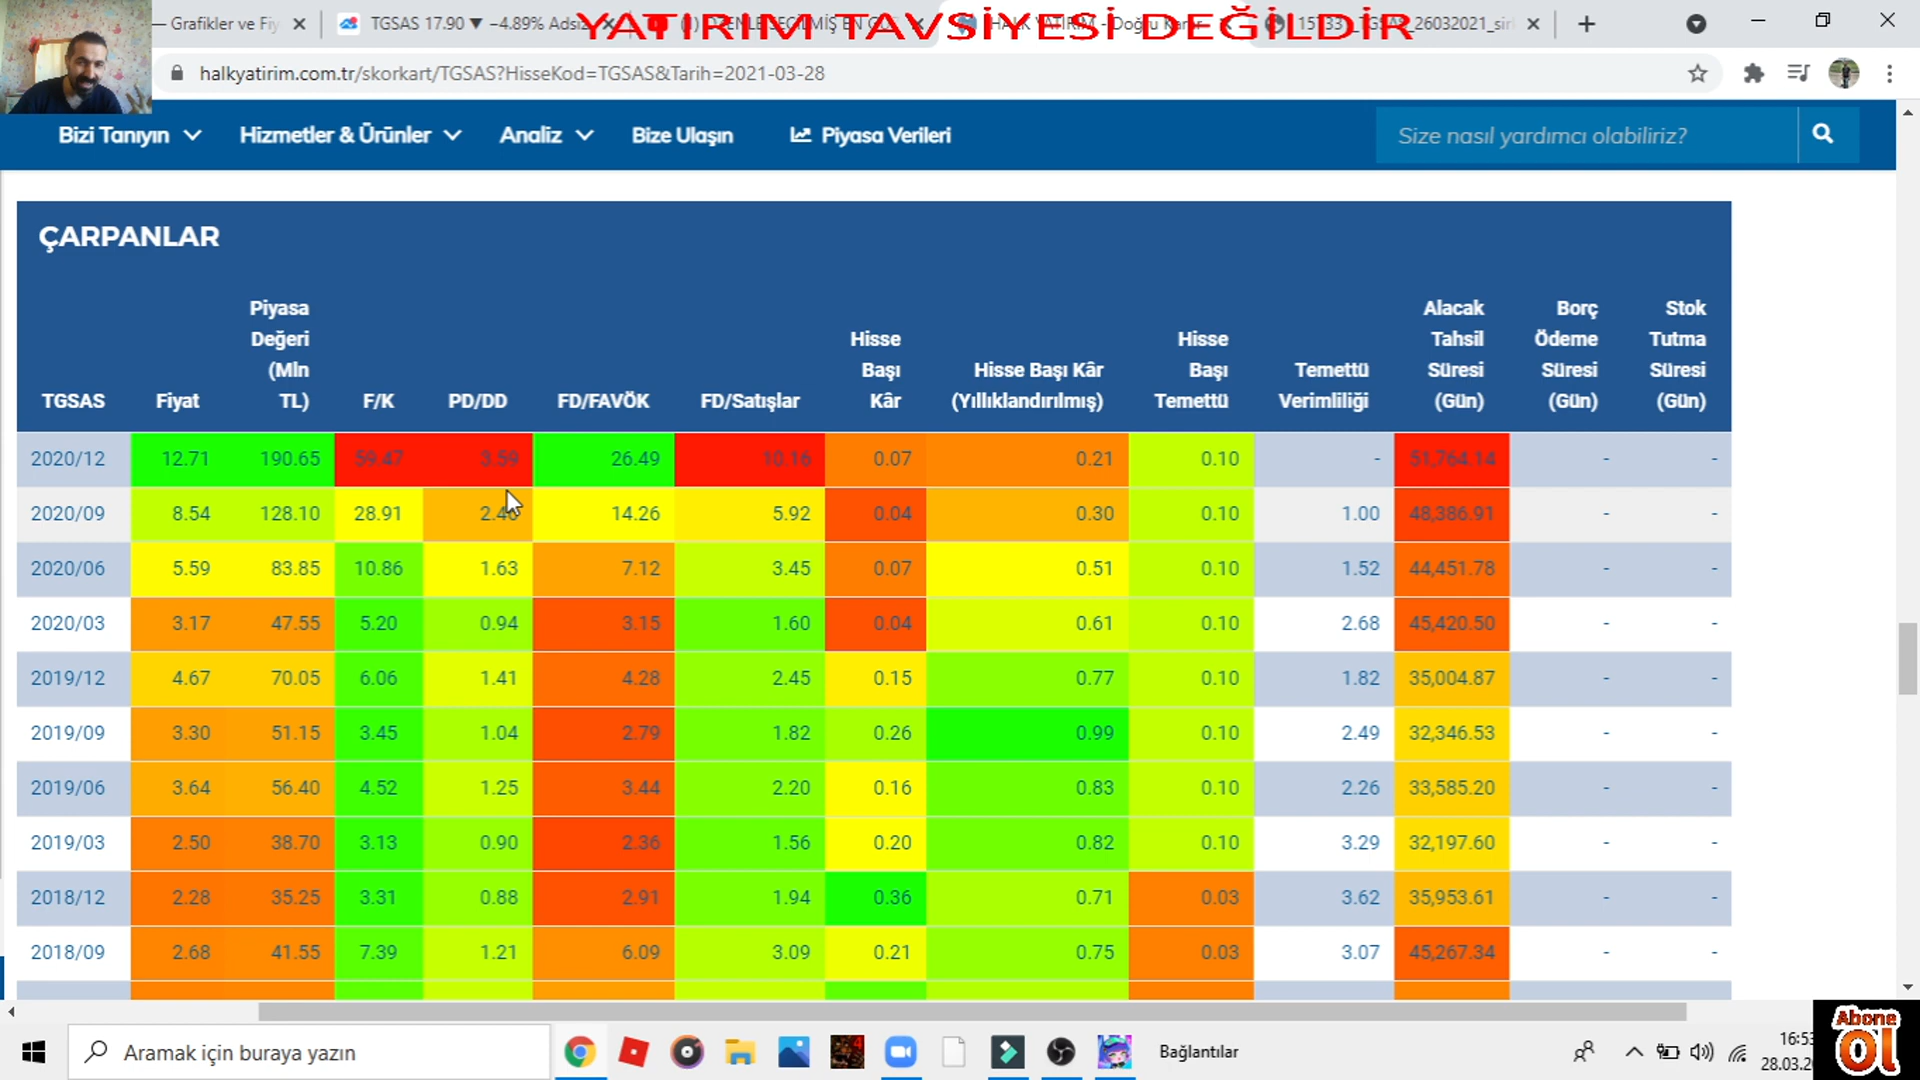 YATIRIM TAVSİYESİ DEĞİLDİR
— Grafikler ve Fiy
TGSAS 17.90 ▼ −4.89% Adsız
halkyatirim.com.tr/skorkart/TGSAS?HisseKod=TGSAS&Tarih=2021-03-28
Bizi Tanıyın Hizmetler & Ürünler Analiz Bize Ulaşın Piyasa Verileri Size nasıl yardımcı olabiliriz?
ÇARPANLAR
TGSAS Fiyat Piyasa Değeri (Mln TL) F/K PD/DD FD/FAVÖK FD/Satışlar Hisse Başı Kâr Hisse Başı Kâr (Yıllıklandırılmış) Hisse Başı Temettü Temettü Verimliliği Alacak Tahsil Süresi (Gün) Borç Ödeme Süresi (Gün) Stok Tutma Süresi (Gün)
2020/12 12.71 190.65 59.47 3.59 26.49 10.16 0.07 0.21 0.10 - 51,764.14 - -
2020/09 8.54 128.10 28.91 14.26 5.92 0.04 0.30 0.10 1.00 48,386.91 - -
2020/06 5.59 83.85 10.86 1.63 7.12 3.45 0.07 0.51 0.10 1.52 44,451.78 - -
2020/03 3.17 47.55 5.20 0.94 3.15 1.60 0.04 0.61 0.10 2.68 45,420.50 - -
2019/12 4.67 70.05 6.06 1.41 4.28 2.45 0.15 0.77 0.10 1.82 35,004.87 - -
2019/09 3.30 51.15 3.45 1.04 2.79 1.82 0.26 0.99 0.10 2.49 32,346.53 - -
2019/06 3.64 56.40 4.52 1.25 3.44 2.20 0.16 0.83 0.10 2.26 33,585.20 - -
2019/03 2.50 38.70 3.13 0.90 2.36 1.56 0.20 0.82 0.10 3.29 32,197.60 - -
2018/12 2.28 35.25 3.31 0.88 2.91 1.94 0.36 0.71 0.03 3.62 35,953.61 - -
2018/09 2.68 41.55 7.39 1.21 6.09 3.09 0.21 0.75 0.03 3.07 45,267.34 - -
Aramak için buraya yazın
Bağlantılar
16:53
28.03.2
Abone
Ol